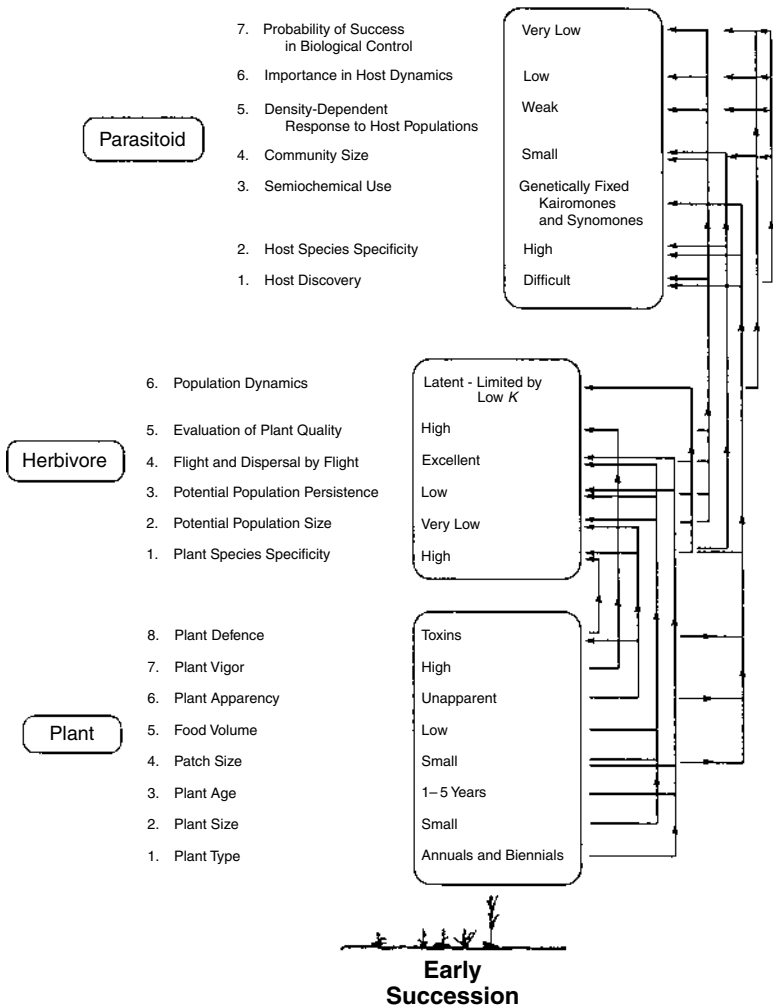 7. Probability of Success Very Low
in Biological Control
6. Importance in Host Dynamics Low
5. Density-Dependent Weak
Response to Host Populations
Parasitoid
4. Community Size Small
3. Semiochemical Use Genetically Fixed
Kairomones
and Synomones
2. Host Species Specificity High
1. Host Discovery Difficult
6. Population Dynamics Latent - Limited by
Low K
5. Evaluation of Plant Quality High
Herbivore
4. Flight and Dispersal by Flight Excellent
3. Potential Population Persistence Low
2. Potential Population Size Very Low
1. Plant Species Specificity High
8. Plant Defence Toxins
7. Plant Vigor High
6. Plant Apparency Unapparent
Plant
5. Food Volume Low
4. Patch Size Small
3. Plant Age 1–5 Years
2. Plant Size Small
1. Plant Type Annuals and Biennials
Early
Succession